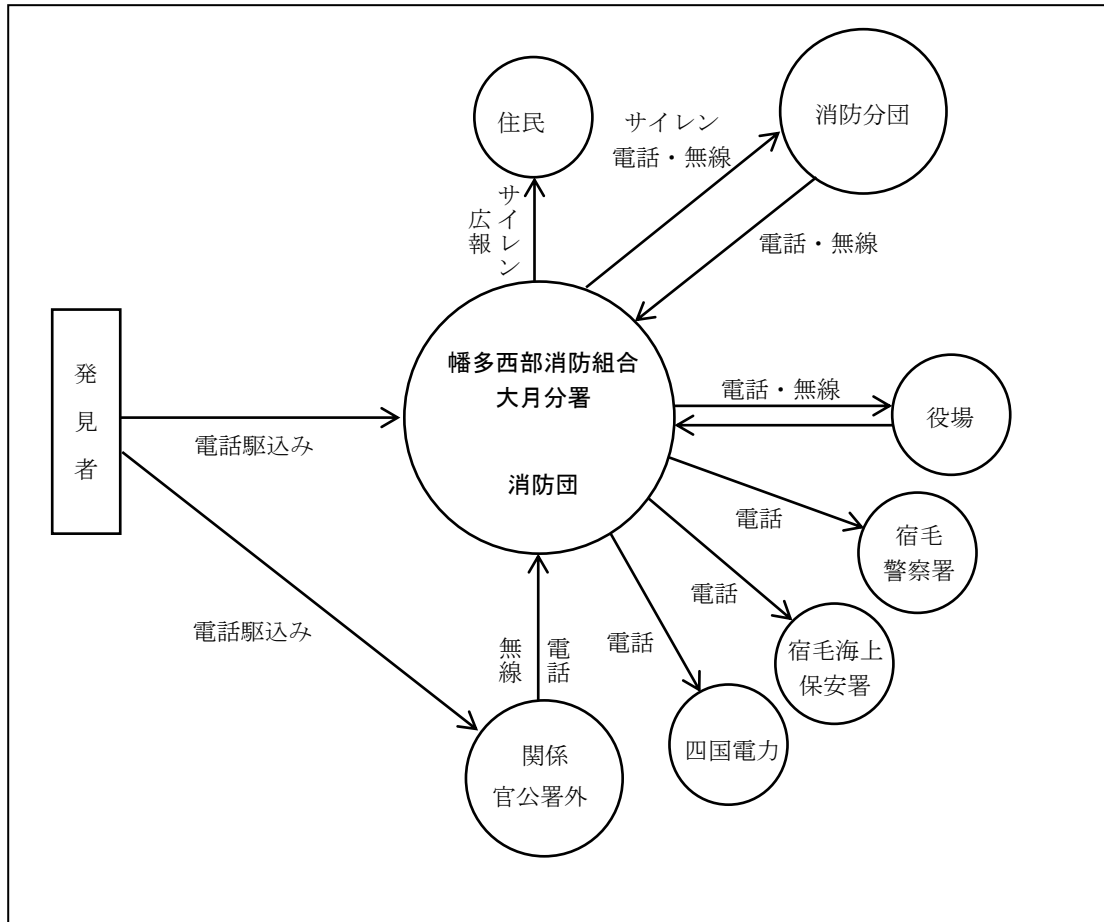 住民
消防分団
サイレン
電話・無線
サイレン
広報
電話・無線
発見者
電話駆込み
幡多西部消防組合
大月分署
消防団
電話・無線
役場
電話
宿毛
警察署
電話
宿毛海上
保安署
電話
四国電力
電話駆込み
電話
無線
関係
官公署外